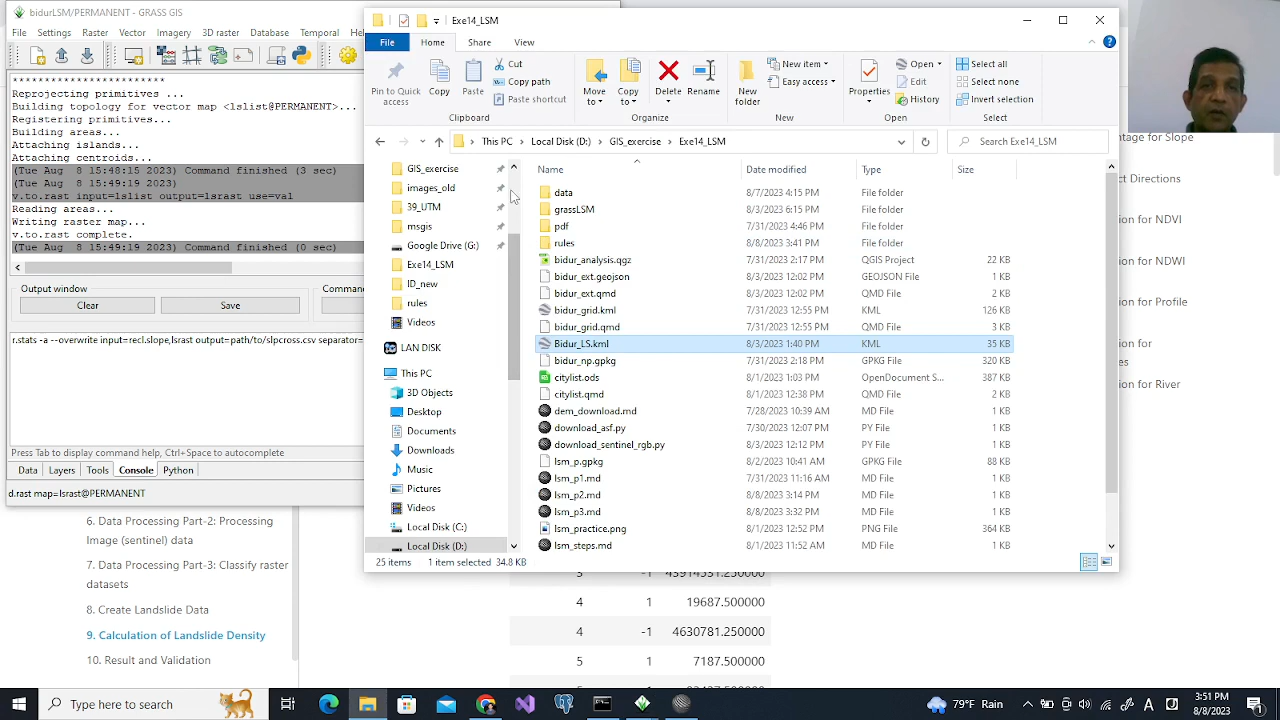 bidurLSM/PERMANENT - GRASS GIS
File Settings Raster Vector Imagery 3D raster Database Temporal He
*************************
Reprojecting primitives...
Building topology for vector map <lslist@PERMANENT>...
Registering primitives...
Building areas...
Attaching islands...
Attaching centroids...
(Tue Aug  8 15:48:15 2023) Command finished (3 sec)
(Tue Aug  8 15:49:19 2023)
v.to.rast input=lslist output=lsrast use=val
Reading areas...
Writing raster map...
v.to.rast complete.
(Tue Aug  8 15:49:19 2023) Command finished (0 sec)
Output window
Comman
Clear
Save
r.stats -a --overwrite input=lsrast,slope output=path/to/slpcross.csv separator=
Press Tab to display command help, Ctrl+Space to autocomplete
Data Layers Tools Console Python
d.rast map=lsrast@PERMANENT
6. Data Processing Part-2: Processing
Image (sentinel) data
7. Data Processing Part-3: Classify raster
datasets
8. Create Landslide Data
9. Calculation of Landslide Density
10. Result and Validation
Exe14_LSM
File Home Share View
Pin to Quick
access
Copy
Paste
Cut
Copy path
Paste shortcut
Clipboard
Move
to
Copy
to
Delete
Rename
Organize
New
folder
New item
Easy access
New
Properties
Open
Edit
History
Open
Select all
Select none
Invert selection
Select
This PC > Local Disk (D:) > GIS_exercise > Exe14_LSM
Search Exe14_LSM
GIS_exercise
images_old
39_UTM
msgis
Google Drive (G:)
Exe14_LSM
ID_new
rules
Videos
LAN DISK
This PC
3D Objects
Desktop
Documents
Downloads
Music
Pictures
Videos
Local Disk (C:)
Local Disk (D:)
Name Date modified Type Size
data 8/7/2023 4:15 PM File folder
grassLSM 8/3/2023 6:15 PM File folder
pdf 7/31/2023 4:46 PM File folder
rules 8/8/2023 3:41 PM File folder
bidur_analysis.qgz 7/31/2023 2:17 PM QGIS Project 22 KB
bidur_ext.geojson 8/3/2023 12:02 PM GEOJSON File 1 KB
bidur_ext.qmd 8/3/2023 12:02 PM QMD File 2 KB
bidur_grid.kml 7/31/2023 12:55 PM KML 126 KB
bidur_grid.qmd 7/31/2023 12:55 PM QMD File 3 KB
Bidur_LS.kml 8/3/2023 1:40 PM KML 35 KB
bidur_np.gpkg 7/31/2023 2:18 PM GPKG File 320 KB
citylist.ods 8/1/2023 1:03 PM OpenDocument S... 387 KB
citylist.qmd 8/1/2023 12:38 PM QMD File 2 KB
dem_download.md 7/28/2023 10:39 AM MD File 1 KB
download_asf.py 7/30/2023 12:07 PM PY File 1 KB
download_sentinel_rgb.py 8/3/2023 12:12 PM PY File 1 KB
lsm_p.gpkg 8/2/2023 10:41 AM GPKG File 88 KB
lsm_p1.md 7/31/2023 11:16 AM MD File 1 KB
lsm_p2.md 8/8/2023 3:14 PM MD File 1 KB
lsm_p3.md 8/8/2023 3:32 PM MD File 1 KB
lsm_practice.png 8/1/2023 12:52 PM PNG File 364 KB
lsm_steps.md 8/1/2023 11:52 AM MD File 1 KB
25 items 1 item selected 34.8 KB
ntage for Slope
ct Directions
ion for NDVI
ion for NDWI
ion for Profile
ion for
ion for River
3 -1 43914531.250000
4 1 19687.500000
4 -1 4630781.250000
5 1 7187.500000
Type here to search
79°F Rain
3:51 PM
8/8/2023